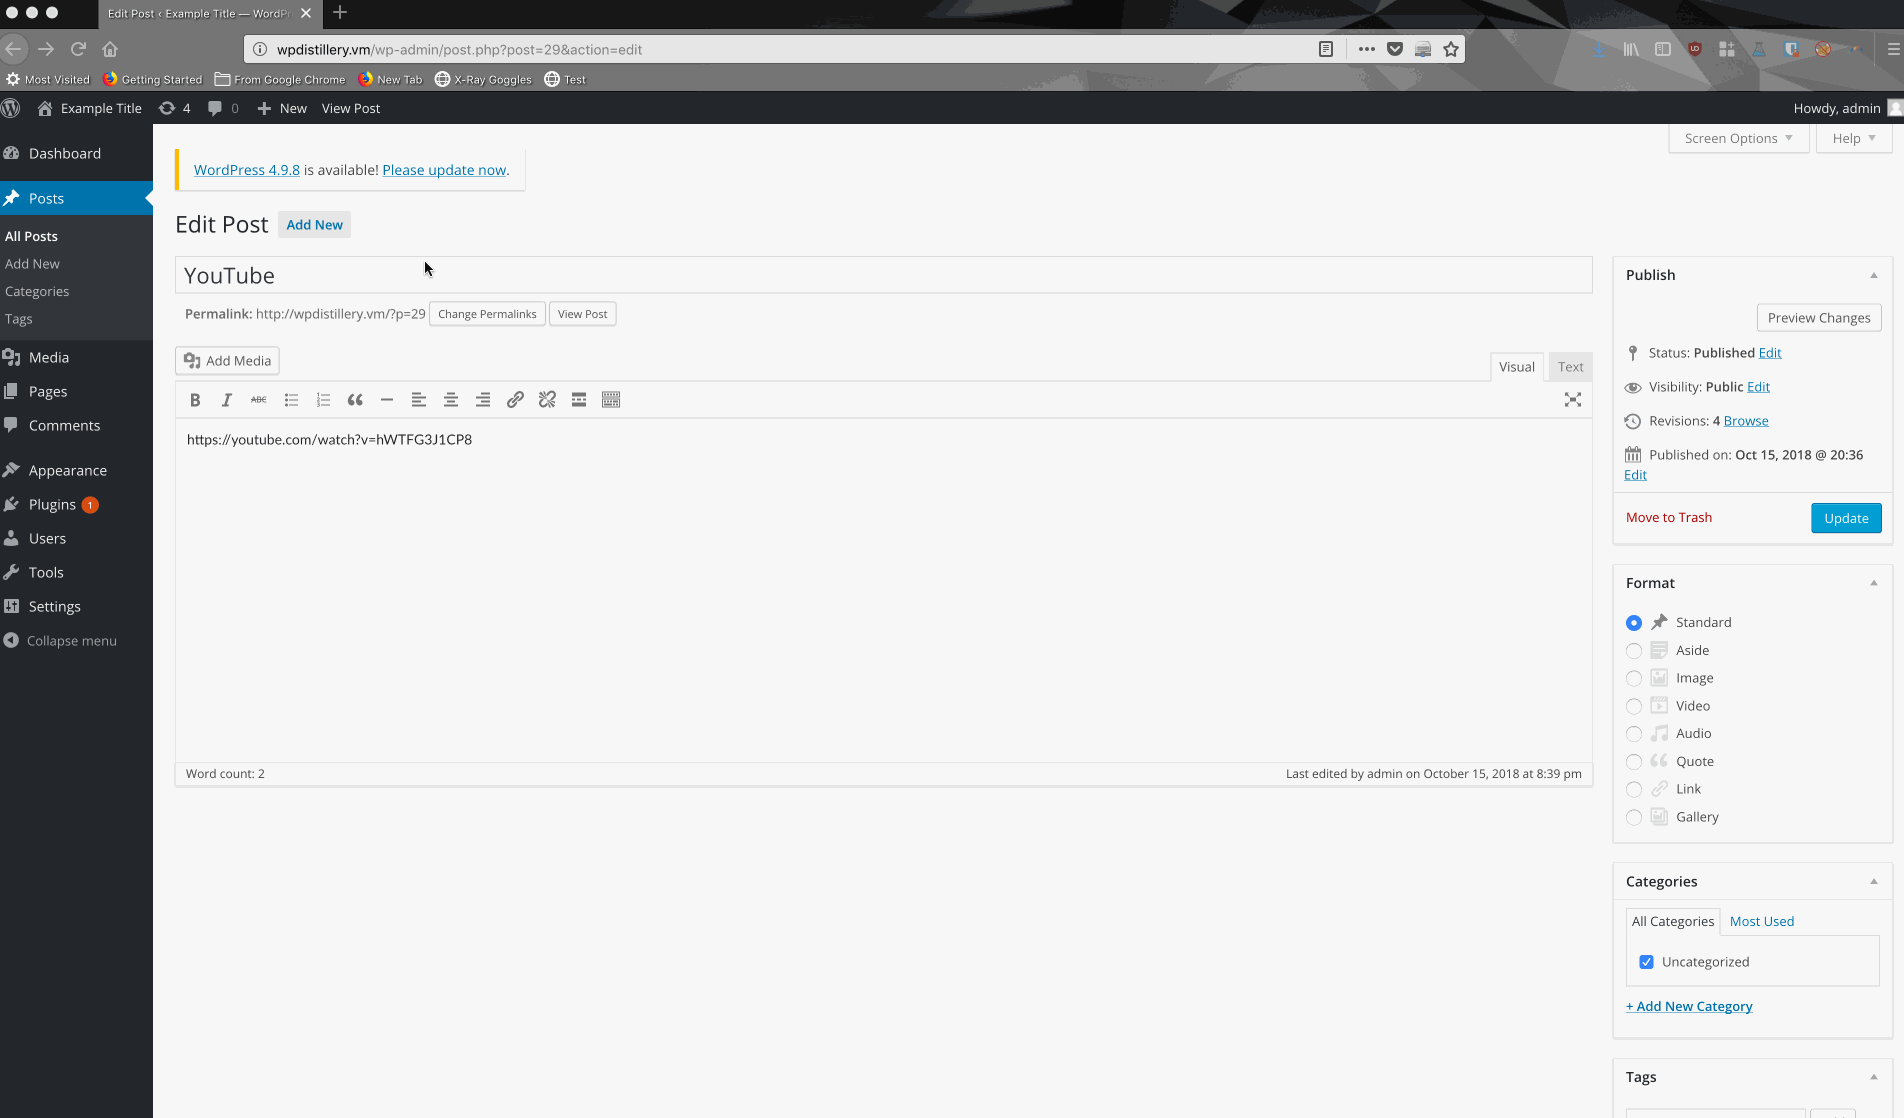 Edit Post ‹ Example Title — WordP
wpdistillery.vm/wp-admin/post.php?post=29&action=edit
Most Visited Getting Started From Google Chrome New Tab X-Ray Goggles Test
Example Title 4 0 New View Post Howdy, admin
Screen Options Help
Dashboard
Posts
All Posts
Add New
Categories
Tags
Media
Pages
Comments
Appearance
Plugins 1
Users
Tools
Settings
Collapse menu
WordPress 4.9.8 is available! Please update now.
Edit Post Add New
YouTube
Permalink: http://wpdistillery.vm/?p=29 Change Permalinks View Post
Add Media
Visual Text
B I ABC
https://youtube.com/watch?v=hWTFG3J1CP8
Word count: 2 Last edited by admin on October 15, 2018 at 8:39 pm
Publish
Preview Changes
Status: Published Edit
Visibility: Public Edit
Revisions: 4 Browse
Published on: Oct 15, 2018 @ 20:36
Edit
Move to Trash Update
Format
Standard
Aside
Image
Video
Audio
Quote
Link
Gallery
Categories
All Categories Most Used
Uncategorized
+ Add New Category
Tags